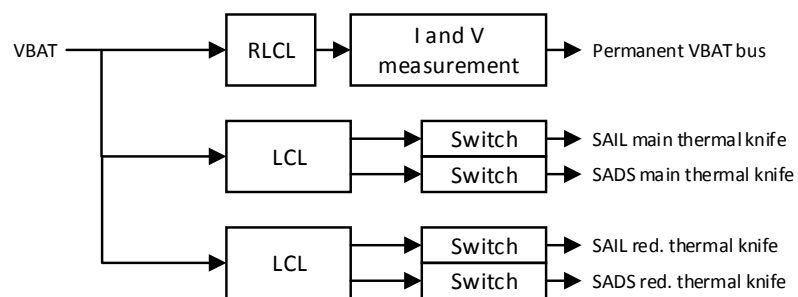 VBAT
RLCL
I and V
measurement
Permanent VBAT bus
LCL
Switch
SAIL main thermal knife
Switch
SADS main thermal knife
LCL
Switch
SAIL red. thermal knife
Switch
SADS red. thermal knife